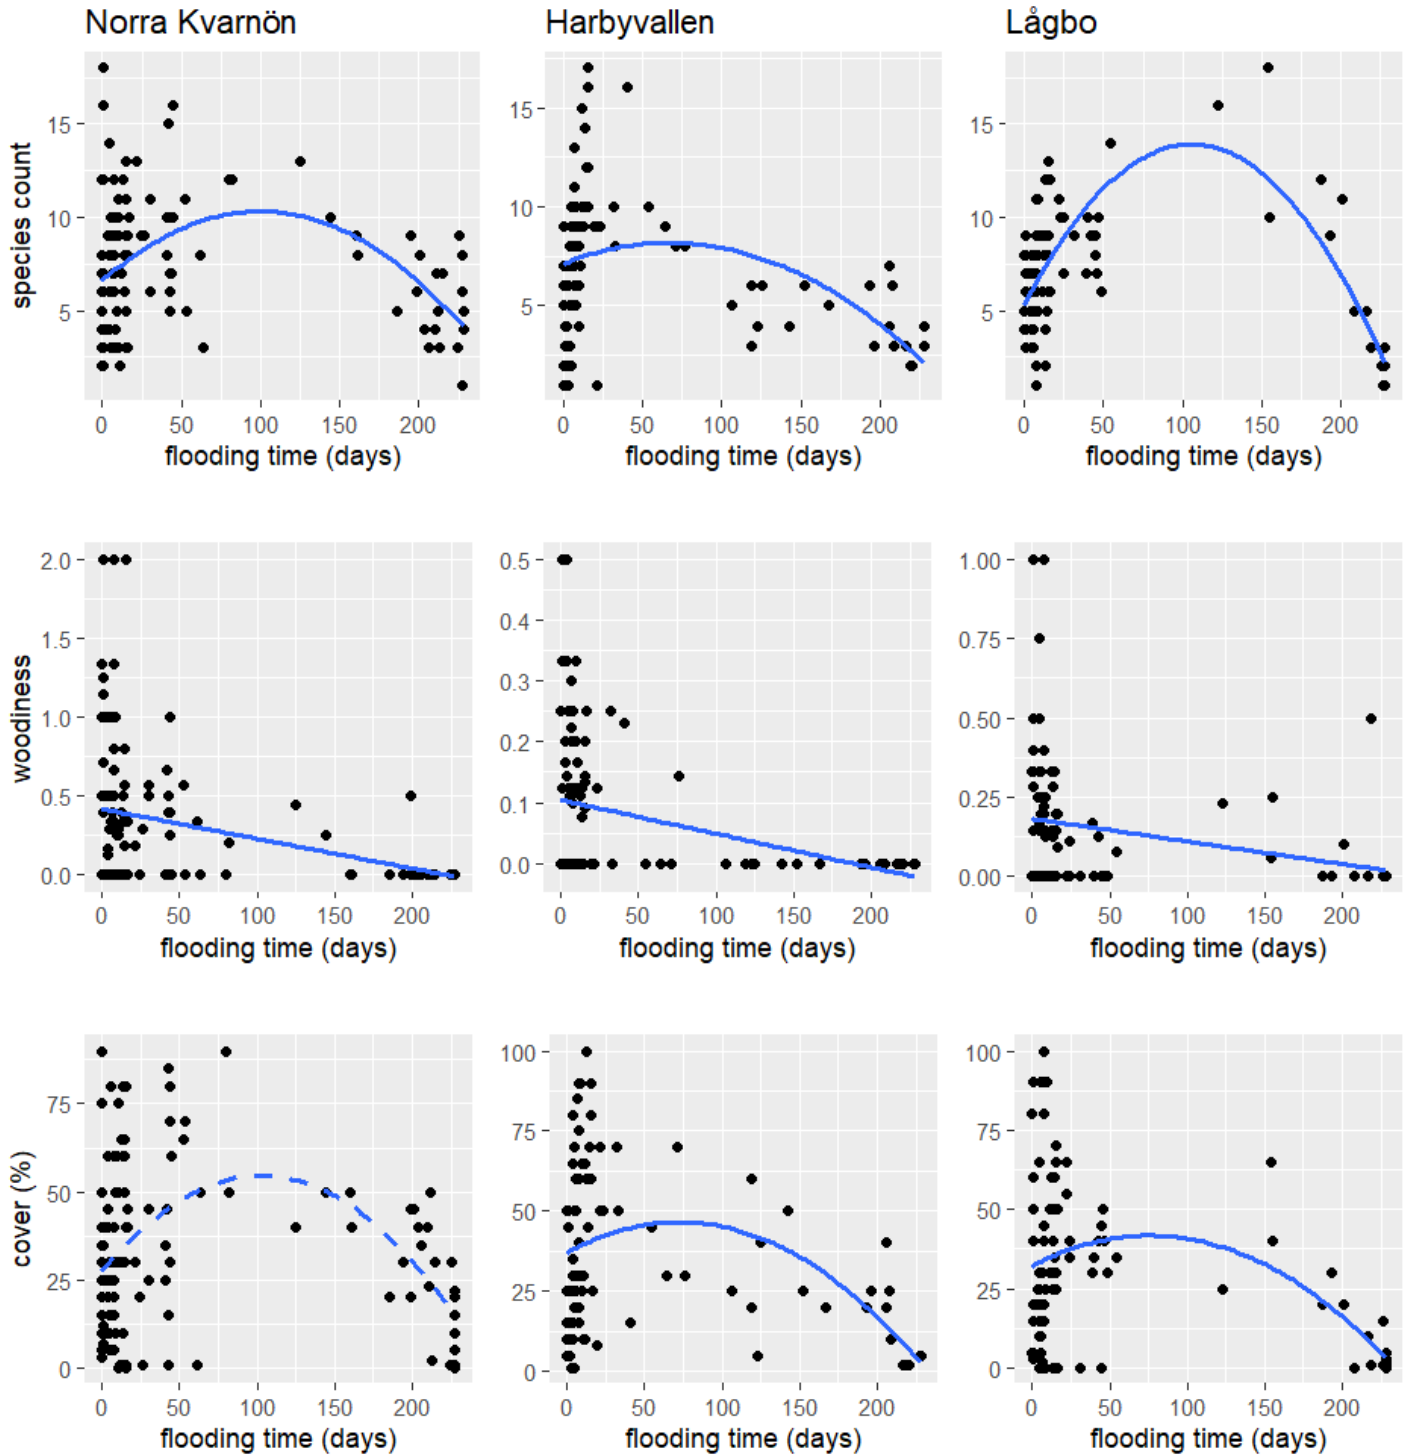 Norra Kvarnön Harbyvallen Lågbo
species count
15 10 5
15 10 5
15 10 5
0 50 100 150 200
0 50 100 150 200
0 50 100 150 200
flooding time (days) flooding time (days) flooding time (days)
woodiness
2.0 1.5 1.0 0.5 0.0
0.5 0.4 0.3 0.2 0.1 0.0
1.00 0.75 0.50 0.25 0.00
0 50 100 150 200
0 50 100 150 200
0 50 100 150 200
flooding time (days) flooding time (days) flooding time (days)
cover (%)
75 50 25 0
100 75 50 25 0
100 75 50 25 0
0 50 100 150 200
0 50 100 150 200
0 50 100 150 200
flooding time (days) flooding time (days) flooding time (days)